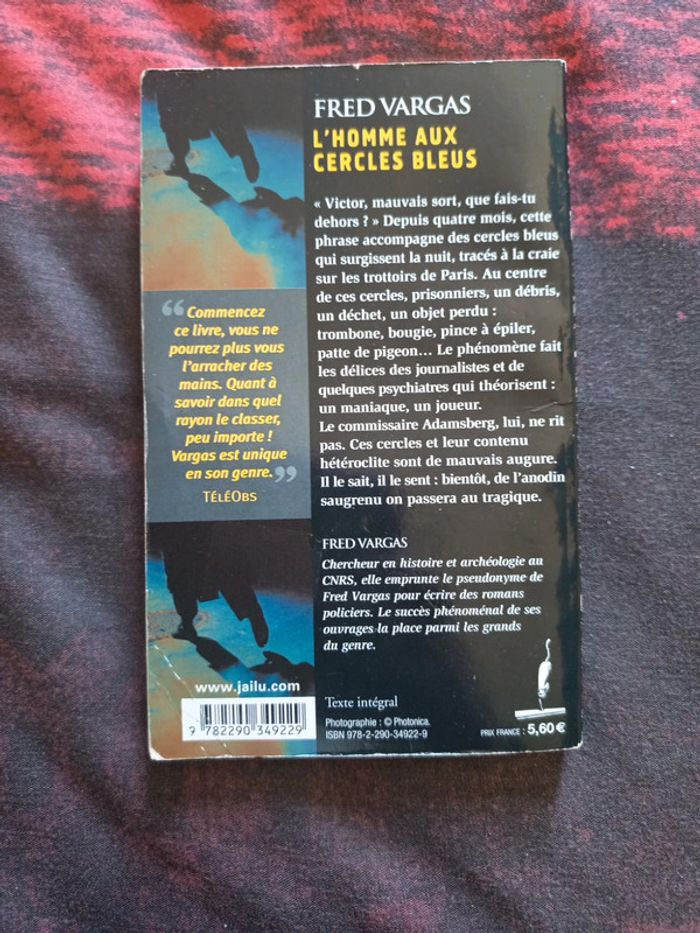 FRED VARGAS
L'HOMME AUX
CERCLES BLEUS
« Victor, mauvais sort, que fais-tu
dehors ? » Depuis quatre mois, cette
phrase accompagne des cercles bleus
qui surgissent la nuit, tracés à la craie
sur les trottoirs de Paris. Au centre
de ces cercles, prisonniers, un débris,
un déchet, un objet perdu :
trombone, bougie, pince à épiler,
patte de pigeon... Le phénomène fait
les délices des journalistes et de
quelques psychiatres qui théorisent :
un maniaque, un joueur.
Le commissaire Adamsberg, lui, ne rit
pas. Ces cercles et leur contenu
hétéroclite sont de mauvais augure.
Il le sait, il le sent : bientôt, de l'anodin
saugrenu on passera au tragique.
“ Commencez
ce livre, vous ne
pourrez plus vous
l'arracher des
mains. Quant à
savoir dans quel
rayon le classer,
peu importe !
Vargas est unique
en son genre. ”
TÉLÉOBS
FRED VARGAS
Chercheur en histoire et archéologie au
CNRS, elle emprunte le pseudonyme de
Fred Vargas pour écrire des romans
policiers. Le succès phénoménal de ses
ouvrages la place parmi les grands
du genre.
www.jailu.com
9 782290 349229
Texte intégral
Photographie : © Photonica.
ISBN 978-2-290-34922-9
PRIX FRANCE : 5,60 €